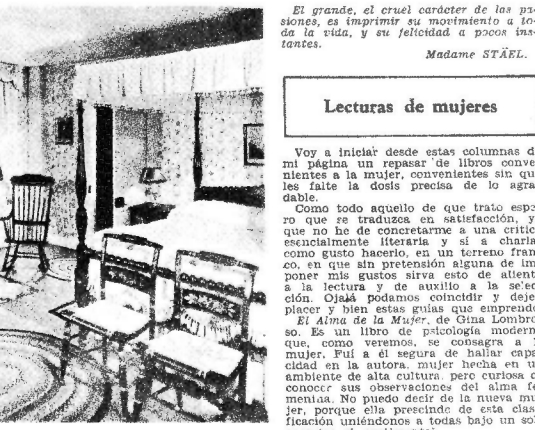 El grande, el cruel carácter de las pa-
siones, es imprimir su movimiento a to-
da la vida, y su felicidad a pocos ins-
tantes.
Madame STÄEL.
Lecturas de mujeres
Voy a iniciar desde estas columnas d
mi página un repasar de libros conve
nientes a la mujer, convenientes sin qu
les falte la dosis precisa de lo agra
dable.
Como todo aquello de que trato espe
ro que se traduzca en satisfacción, y
que no he de concretarme a una crític
esencialmente literaria y sí a charla
como gusto hacerlo, en un terreno fran
co, en que sin pretensión alguna de im
poner mis gustos sirva esto de alient
a la lectura y de auxilio a la selec
ción. Ojalá podamos coincidir y deje
placer y bien estas guías que emprendo
El Alma de la Mujer, de Gina Lombro
so. Es un libro de psicología modern
que, como veremos, se consagra a
mujer. Fuí a él segura de hallar capa
cidad en la autora, mujer hecha en u
ambiente de alta cultura, pero curiosa d
conocer sus observaciones del alma fe
menina. No puedo decir de la nueva mu
jer, porque ella prescinde de esta clas
ficación uniéndonos a todas bajo un sol